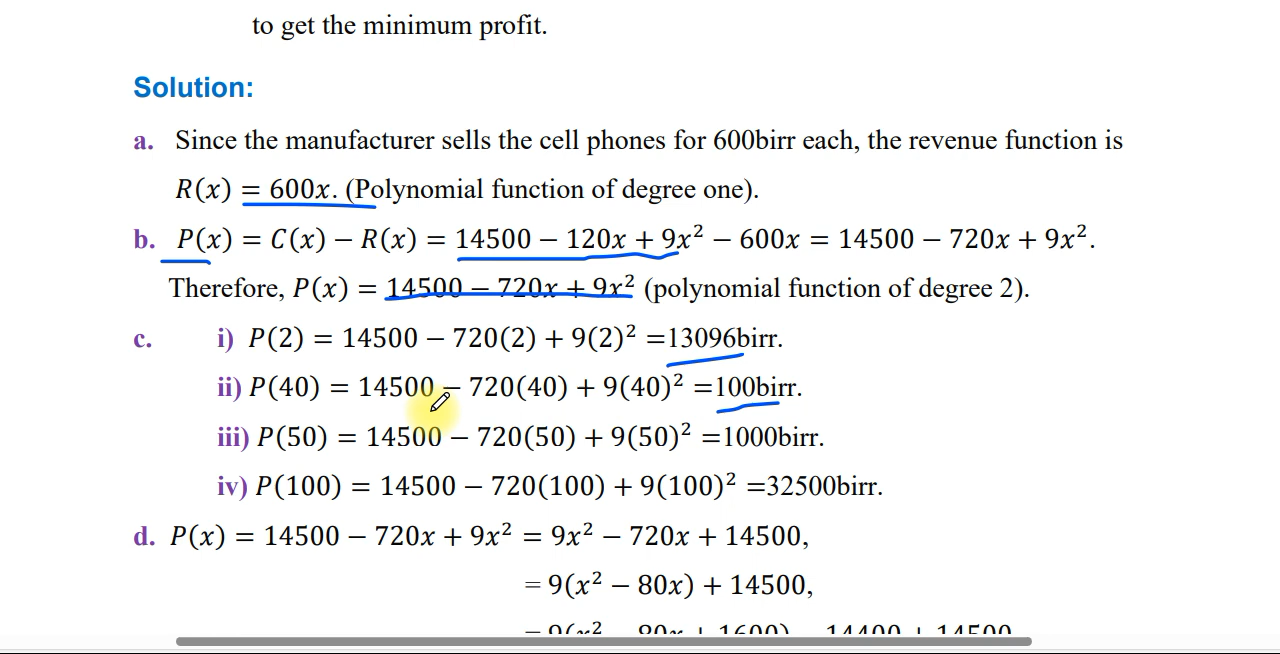 to get the minimum profit.
Solution:
a. Since the manufacturer sells the cell phones for 600birr each, the revenue function is
R(x) = 600x. (Polynomial function of degree one).
b. P(x) = C(x) − R(x) = 14500 − 120x + 9x² − 600x = 14500 − 720x + 9x².
Therefore, P(x) = 14500 − 720x + 9x² (polynomial function of degree 2).
c. i) P(2) = 14500 − 720(2) + 9(2)² =13096birr.
ii) P(40) = 14500 − 720(40) + 9(40)² =100birr.
iii) P(50) = 14500 − 720(50) + 9(50)² =1000birr.
iv) P(100) = 14500 − 720(100) + 9(100)² =32500birr.
d. P(x) = 14500 − 720x + 9x² = 9x² − 720x + 14500,
= 9(x² − 80x) + 14500,